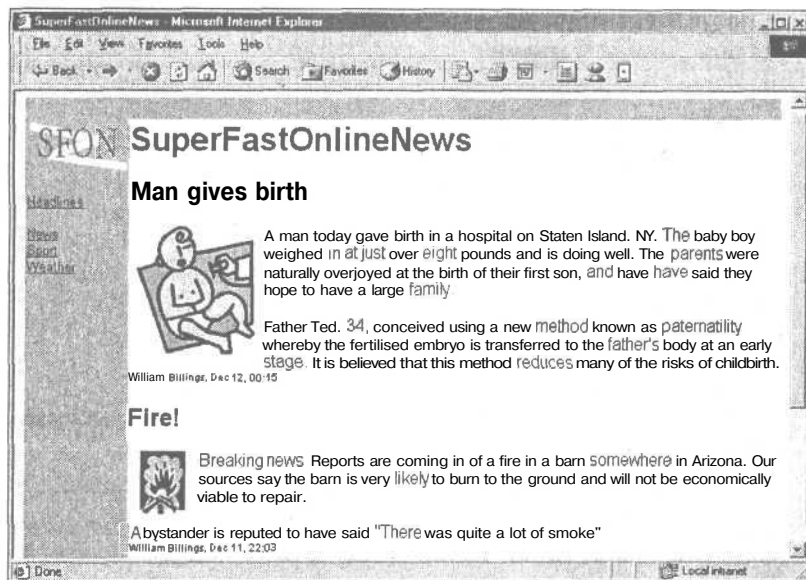 SuperFastOnlineNews - Microsoft Internet Explorer
File Edit View Favorites Tools Help
Back Search Favorites History
SFON SuperFastOnlineNews
Headlines
News
Sport
Weather
Man gives birth
A man today gave birth in a hospital on Staten Island. NY. The baby boy
weighed in at just over eight pounds and is doing well. The parents were
naturally overjoyed at the birth of their first son, and have have said they
hope to have a large family.
Father Ted. 34, conceived using a new method known as paternatility
whereby the fertilised embryo is transferred to the father's body at an early
stage. It is believed that this method reduces many of the risks of childbirth.
William Billings, Dec 12, 00:15
Fire!
Breaking news Reports are coming in of a fire in a barn somewhere in Arizona. Our
sources say the barn is very likely to burn to the ground and will not be economically
viable to repair.
A bystander is reputed to have said "There was quite a lot of smoke"
William Billings, Dec 11, 22:03
Done Local intranet